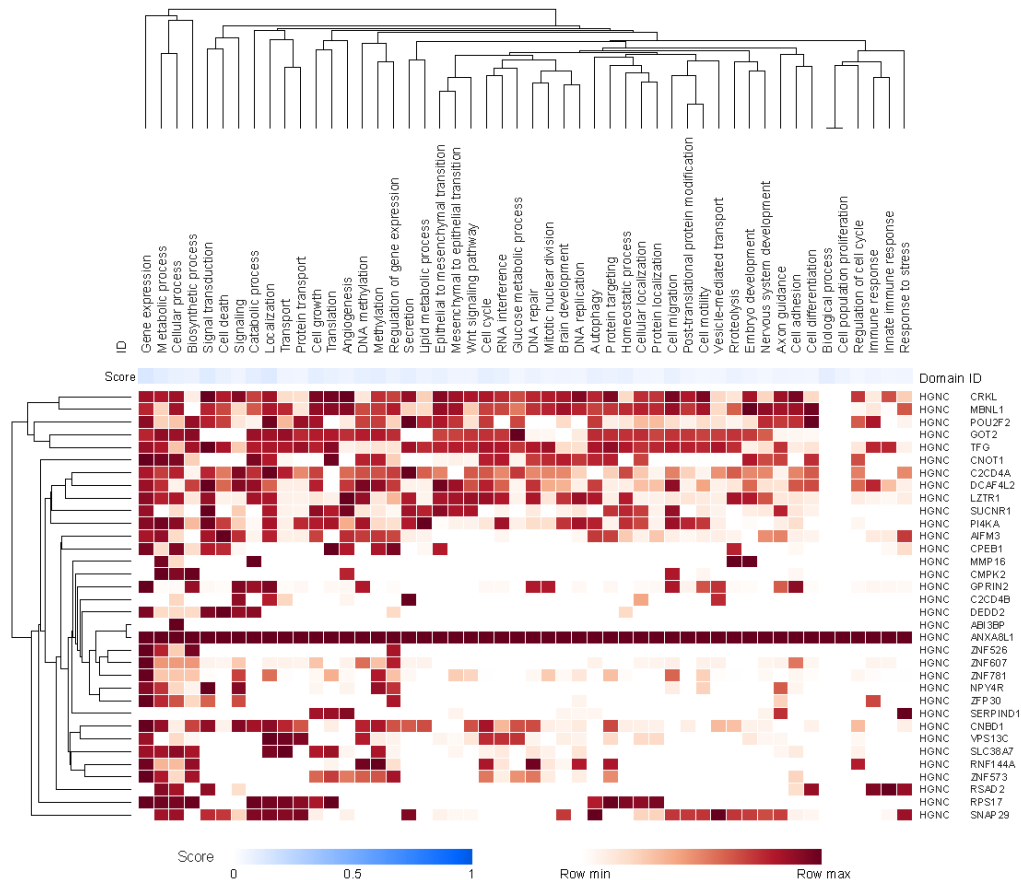 ID
Gene expression
Metabolic process
Cellular process
Biosynthetic process
Signal transduction
Cell death
Signaling
Catabolic process
Localization
Transport
Protein transport
Cell growth
Translation
Angiogenesis
DNA methylation
Methylation
Regulation of gene expression
Secretion
Lipid metabolic process
Epithelial to mesenchymal transition
Mesenchymal to epithelial transition
Wnt signaling pathway
Cell cycle
RNA interference
Glucose metabolic process
DNA repair
Mitotic nuclear division
Brain development
DNA replication
Autophagy
Protein targeting
Homeostatic process
Cellular localization
Protein localization
Cell migration
Post-translational protein modification
Cell motility
Vesicle-mediated transport
Rroteolysis
Embryo development
Nervous system development
Axon guidance
Cell adhesion
Cell differentiation
Biological process
Cell population proliferation
Regulation of cell cycle
Immune response
Innate immune response
Response to stress
Score
Domain ID
HGNC CRKL
HGNC MBNL1
HGNC POU2F2
HGNC GOT2
HGNC TFG
HGNC CNOT1
HGNC C2CD4A
HGNC DCAF4L2
HGNC LZTR1
HGNC SUCNR1
HGNC PI4KA
HGNC AIFM3
HGNC CPEB1
HGNC MMP16
HGNC CMPK2
HGNC GPRIN2
HGNC C2CD4B
HGNC DEDD2
HGNC ABI3BP
HGNC ANXA8L1
HGNC ZNF526
HGNC ZNF607
HGNC ZNF781
HGNC NPY4R
HGNC ZFP30
HGNC SERPIND1
HGNC CNBD1
HGNC VPS13C
HGNC SLC38A7
HGNC RNF144A
HGNC ZNF573
HGNC RSAD2
HGNC RPS17
HGNC SNAP29
Score
0 0.5 1
Row min Row max